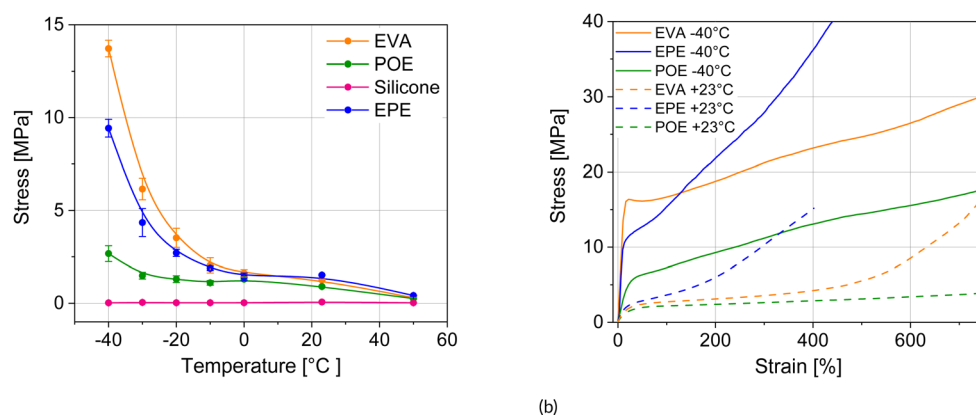 Stress [MPa]
15
10
5
0
-40
-20
0
20
40
60
Temperature [°C ]
EVA
POE
Silicone
EPE
Stress [MPa]
40
30
20
10
0
0
200
400
600
Strain [%]
EVA -40°C
EPE -40°C
POE -40°C
EVA +23°C
EPE +23°C
POE +23°C
(b)